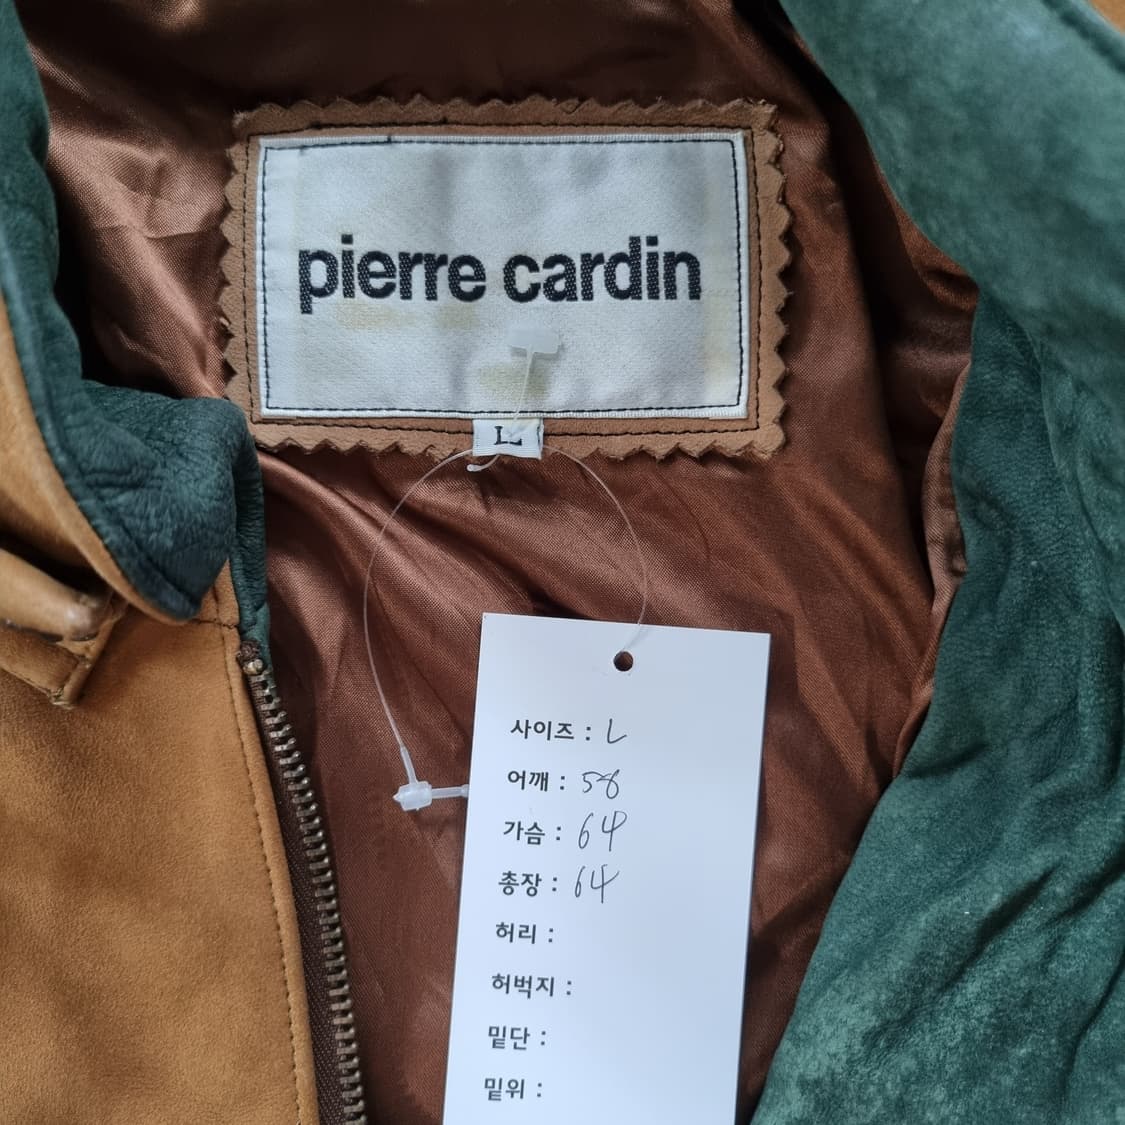 pierre cardin
사이즈 : L
어깨 : 58
가슴 : 64
총장 : 64
허리 :
허벅지 :
밑단 :
밑위 :